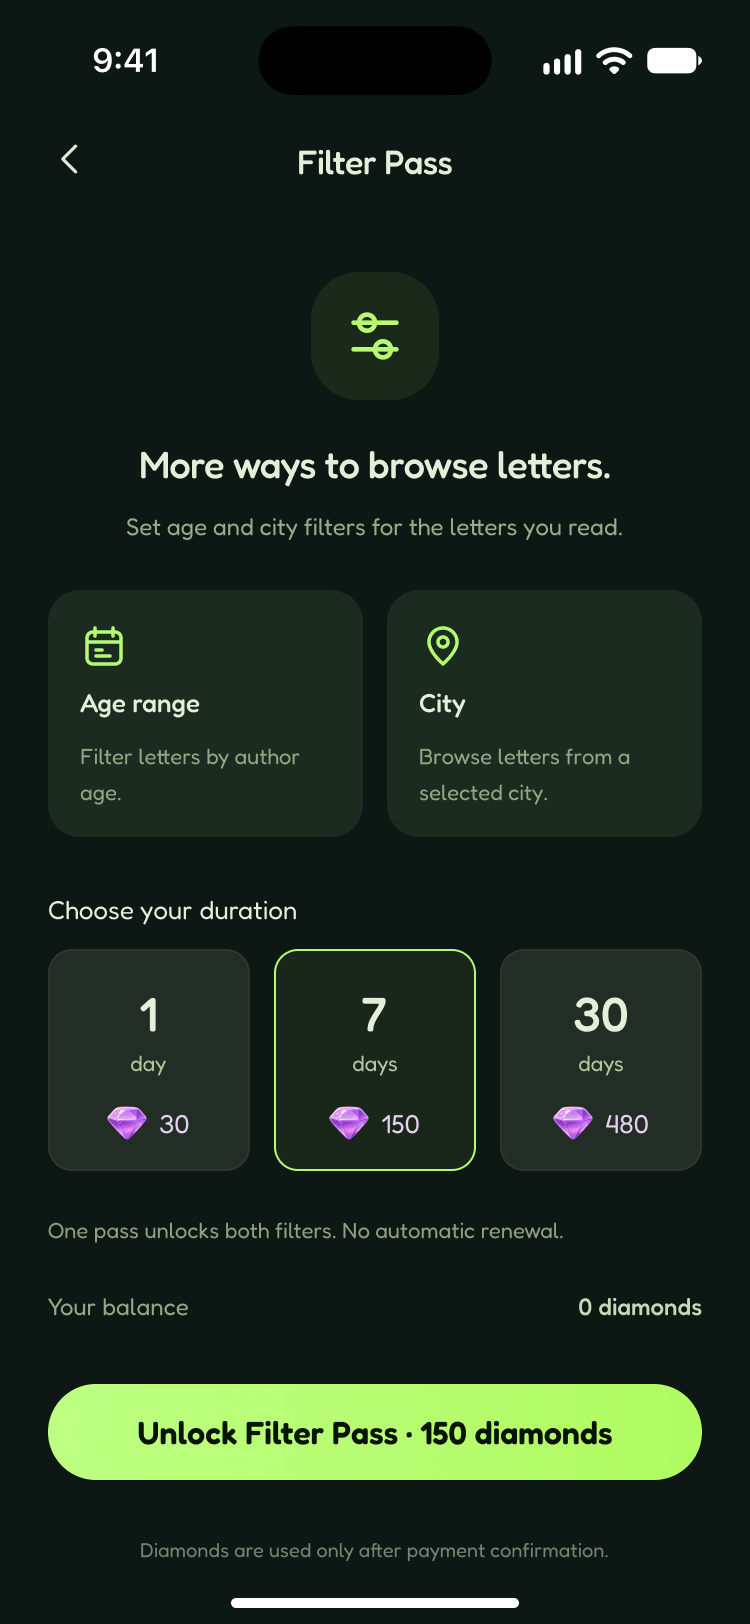 9:41
Filter Pass
More ways to browse letters.
Set age and city filters for the letters you read.
Age range
Filter letters by author
age.
City
Browse letters from a
selected city.
Choose your duration
1
day
30
7
days
150
30
days
480
One pass unlocks both filters. No automatic renewal.
Your balance
0 diamonds
Unlock Filter Pass · 150 diamonds
Diamonds are used only after payment confirmation.